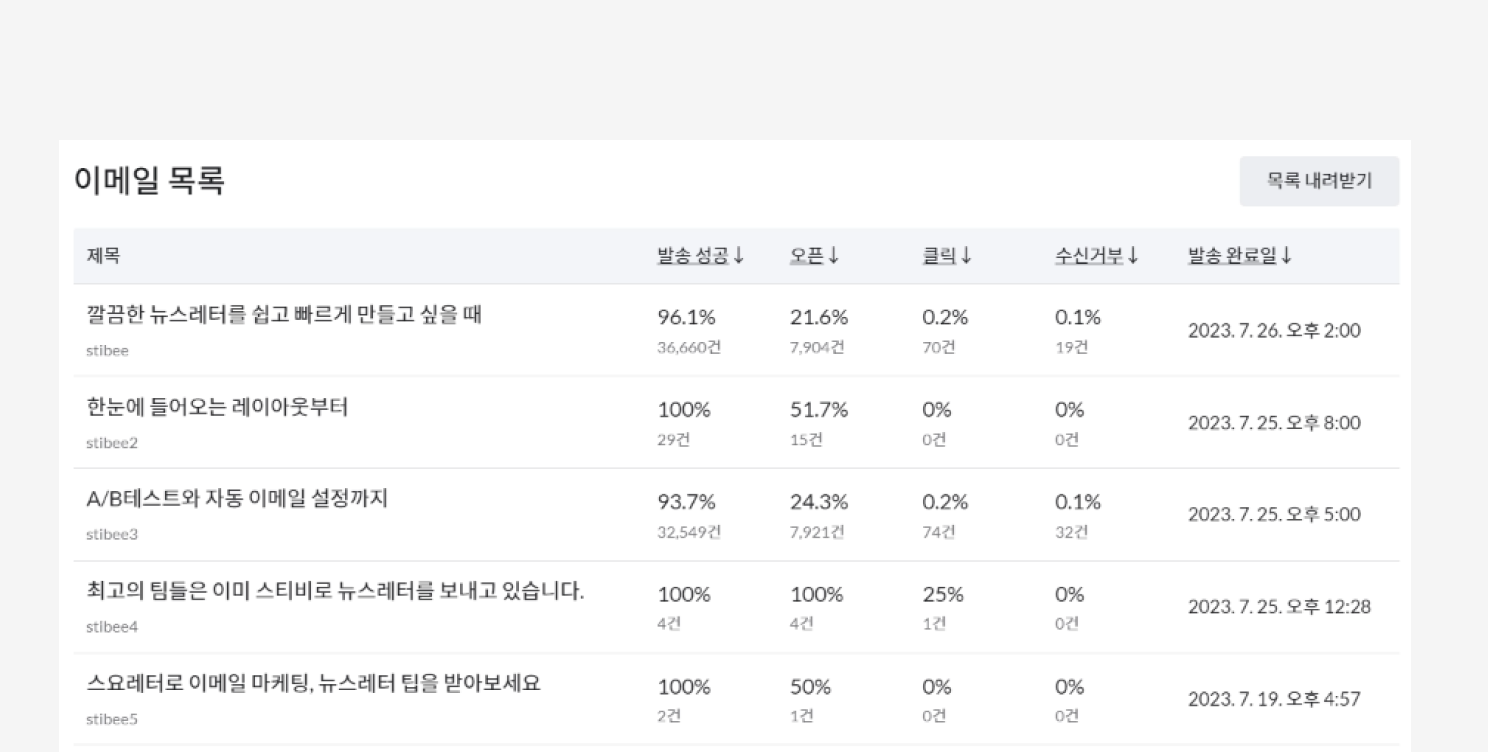 이메일 목록
목록 내려받기
제목 발송 성공↓ 오픈↓ 클릭↓ 수신거부↓ 발송 완료일↓
깔끔한 뉴스레터를 쉽고 빠르게 만들고 싶을 때 96.1% 21.6% 0.2% 0.1% 2023. 7. 26. 오후 2:00
stibee 36,660건 7,904건 70건 19건
한눈에 들어오는 레이아웃부터 100% 51.7% 0% 0% 2023. 7. 25. 오후 8:00
stibee2 29건 15건 0건 0건
A/B테스트와 자동 이메일 설정까지 93.7% 24.3% 0.2% 0.1% 2023. 7. 25. 오후 5:00
stibee3 32,549건 7,921건 74건 32건
최고의 팀들은 이미 스티비로 뉴스레터를 보내고 있습니다. 100% 100% 25% 0% 2023. 7. 25. 오후 12:28
stibee4 4건 4건 1건 0건
스요레터로 이메일 마케팅, 뉴스레터 팁을 받아보세요 100% 50% 0% 0% 2023. 7. 19. 오후 4:57
stibee5 2건 1건 0건 0건